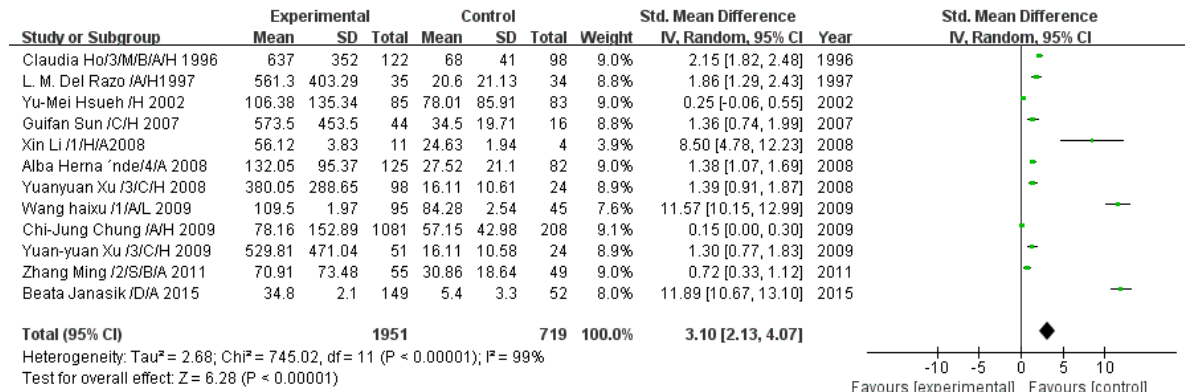 Experimental Control Std. Mean Difference Std. Mean Difference
Study or Subgroup Mean SD Total Mean SD Total Weight IV, Random, 95% CI Year IV, Random, 95% CI
Claudia Ho/3/M/B/A/H 1996 637 352 122 68 41 98 9.0% 2.15 [1.82, 2.48] 1996
L. M. Del Razo /A/H1997 561.3 403.29 35 20.6 21.13 34 8.8% 1.86 [1.29, 2.43] 1997
Yu-Mei Hsueh /H 2002 106.38 135.34 85 78.01 85.91 83 9.0% 0.25 [-0.06, 0.55] 2002
Guifan Sun /C/H 2007 573.5 453.5 44 34.5 19.71 16 8.8% 1.36 [0.74, 1.99] 2007
Xin Li /1/H/A2008 56.12 3.83 11 24.63 1.94 4 3.8% 8.50 [4.78, 12.23] 2008
Alba Herna ´nde/4/A 2008 132.05 95.37 125 27.52 21.1 82 9.0% 1.38 [1.07, 1.69] 2008
Yuanyuan Xu /3/C/H 2008 380.05 288.65 98 16.11 10.61 24 8.9% 1.39 [0.91, 1.87] 2008
Wang haixu /1/A/L 2009 109.5 1.97 95 84.28 2.54 45 7.6% 11.57 [10.15, 12.99] 2009
Chi-Jung Chung /A/H 2009 78.16 152.89 1081 57.15 42.98 208 9.1% 0.15 [0.00, 0.30] 2009
Yuan-yuan Xu /3/C/H 2009 529.81 471.04 51 16.11 10.58 24 8.9% 1.30 [0.77, 1.83] 2009
Zhang Ming /2/S/B/A 2011 70.91 73.48 55 30.86 18.64 49 9.0% 0.72 [0.33, 1.12] 2011
Beata Janasik /D/A 2015 34.8 2.1 149 5.4 3.3 52 8.0% 11.89 [10.67, 13.10] 2015
Total (95% CI) 1951 719 100.0% 3.10 [2.13, 4.07]
Heterogeneity: Tau² = 2.68; Chi² = 745.02, df = 11 (P < 0.00001); I² = 99%
Test for overall effect: Z = 6.28 (P < 0.00001)
-10 -5 0 5 10
Favours [experimental] Favours [control]